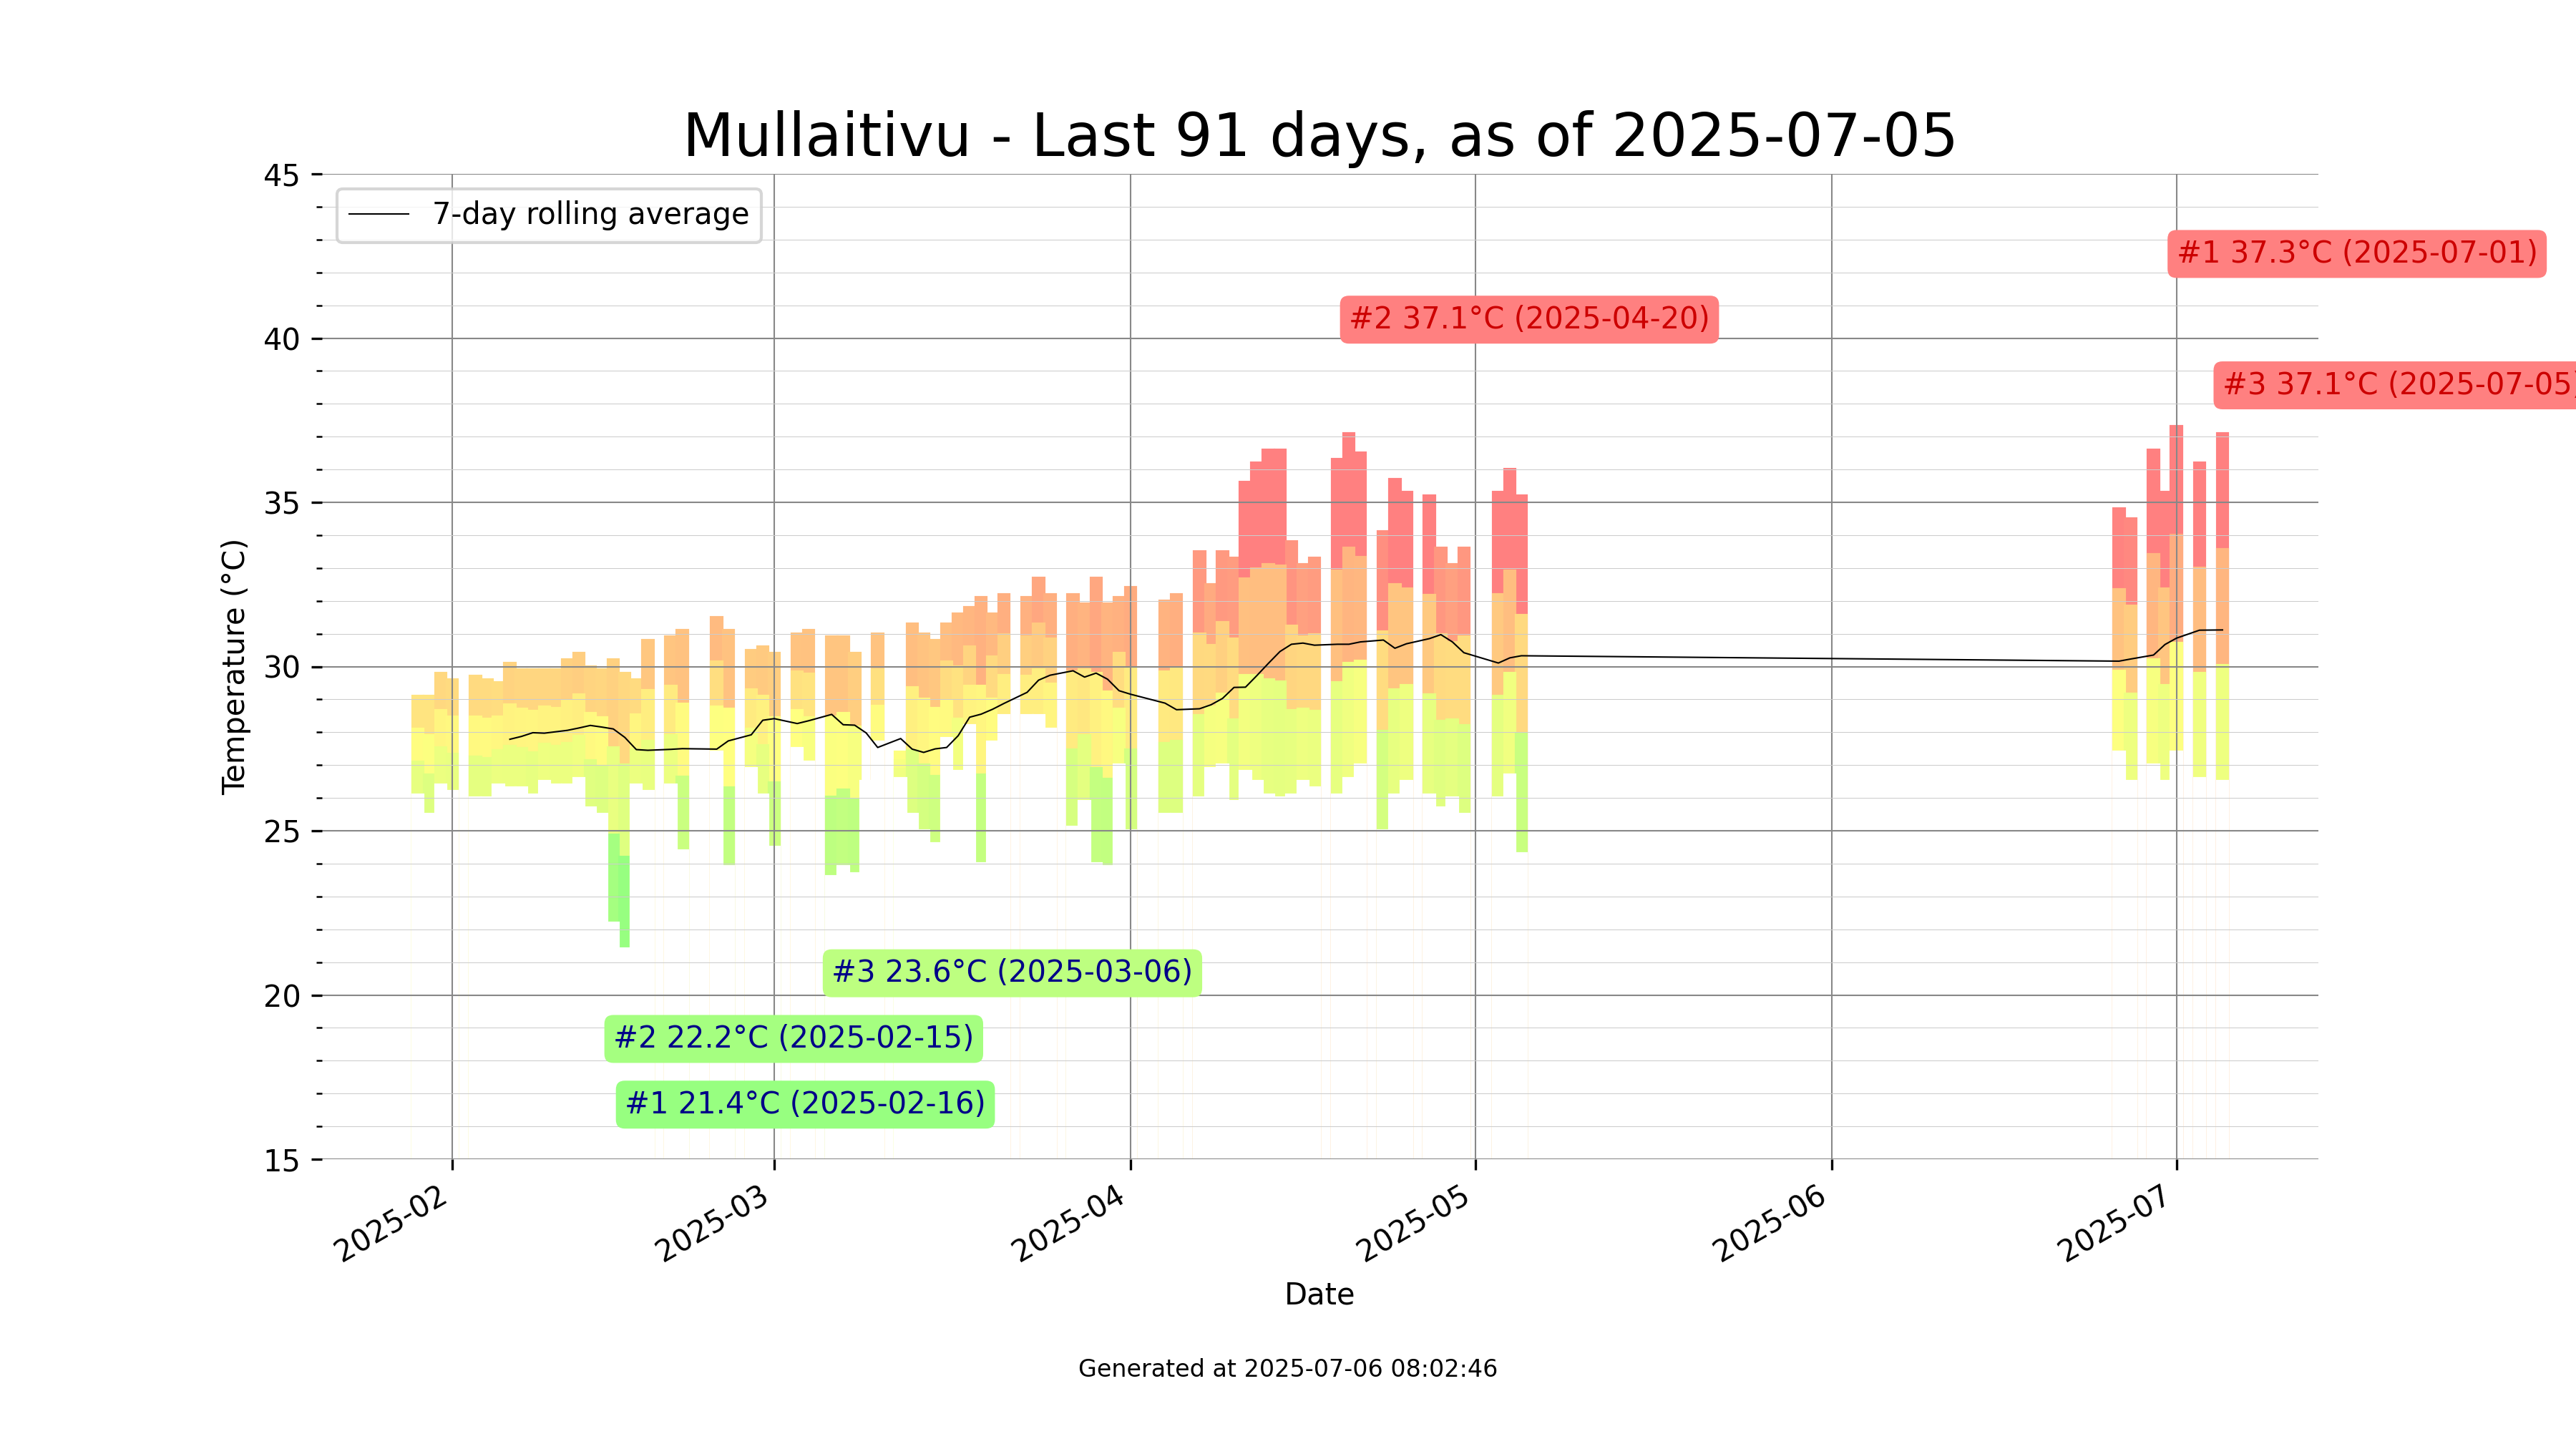 Mullaitivu - Last 91 days, as of 2025-07-05
45
7-day rolling average
#1 37.3°C (2025-07-01)
#2 37.1°C (2025-04-20)
40
#3 37.1°C (2025-07-05)
35
30
Temperature (°C)
25
#3 23.6°C (2025-03-06)
20
#2 22.2°C (2025-02-15)
#1 21.4°C (2025-02-16)
15
2025-02
2025-03
2025-04
2025-05
2025-06
2025-07
Date
Generated at 2025-07-06 08:02:46